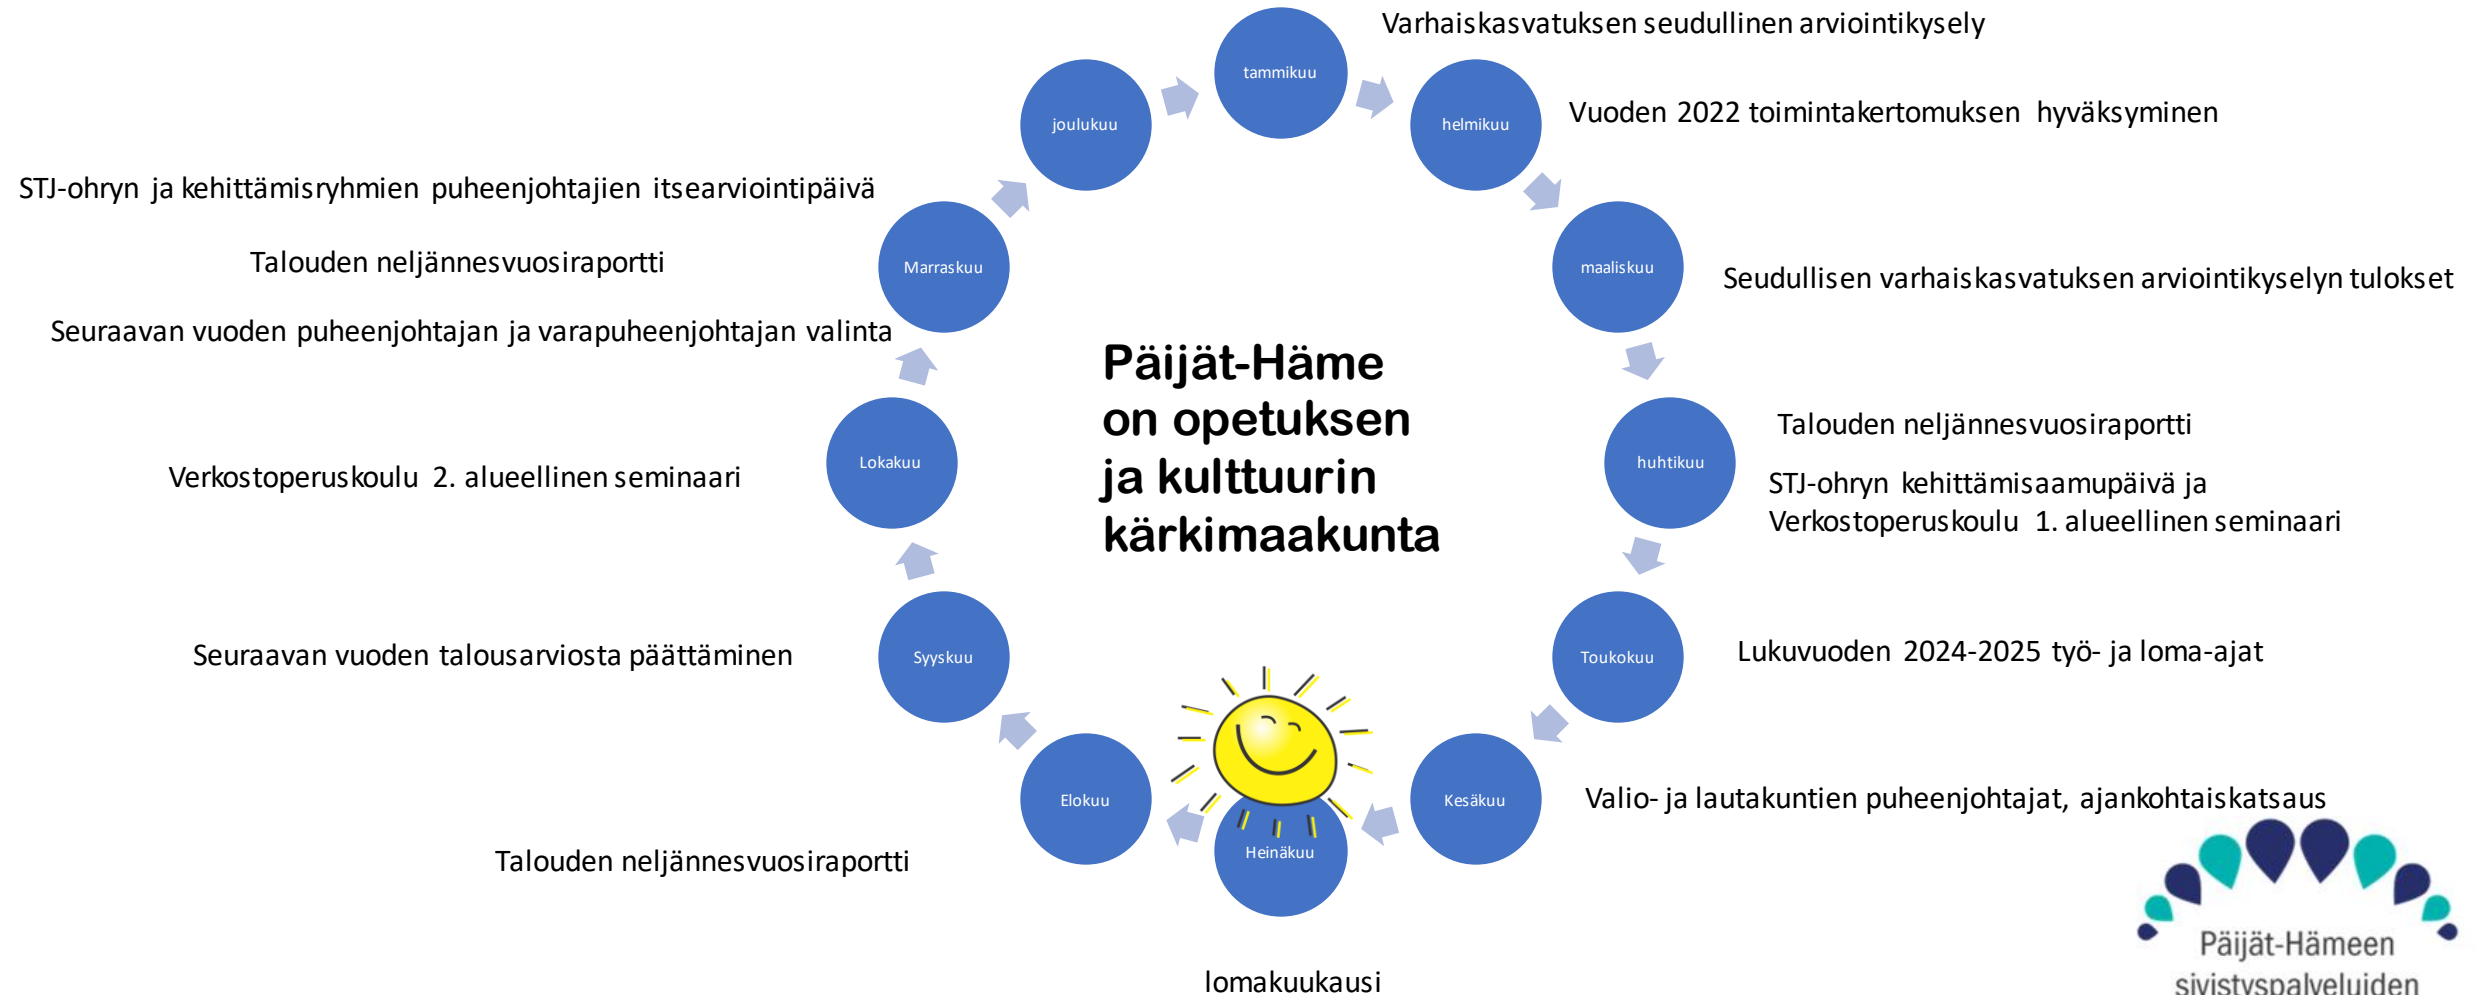 tammikuu
Varhaiskasvatuksen seudullinen arviointikysely
helmikuu
Vuoden 2022 toimintakertomuksen hyväksyminen
maaliskuu
Seudullisen varhaiskasvatuksen arviointikyselyn tulokset
huhtikuu
Talouden neljännesvuosiraportti
STJ-ohryn kehittämisaamupäivä ja
Verkostoperuskoulu 1. alueellinen seminaari
Toukokuu
Lukuvuoden 2024-2025 työ- ja loma-ajat
Kesäkuu
Valio- ja lautakuntien puheenjohtajat, ajankohtaiskatsaus
Heinäkuu
lomakuukausi
Elokuu
Talouden neljännesvuosiraportti
Syyskuu
Seuraavan vuoden talousarviosta päättäminen
Lokakuu
Verkostoperuskoulu 2. alueellinen seminaari
Marraskuu
STJ-ohryn ja kehittämisryhmien puheenjohtajien itsearviointipäivä
Talouden neljännesvuosiraportti
Seuraavan vuoden puheenjohtajan ja varapuheenjohtajan valinta
joulukuu
Päijät-Häme
on opetuksen
ja kulttuurin
kärkimaakunta
Päijät-Hämeen
sivistyspalveluiden